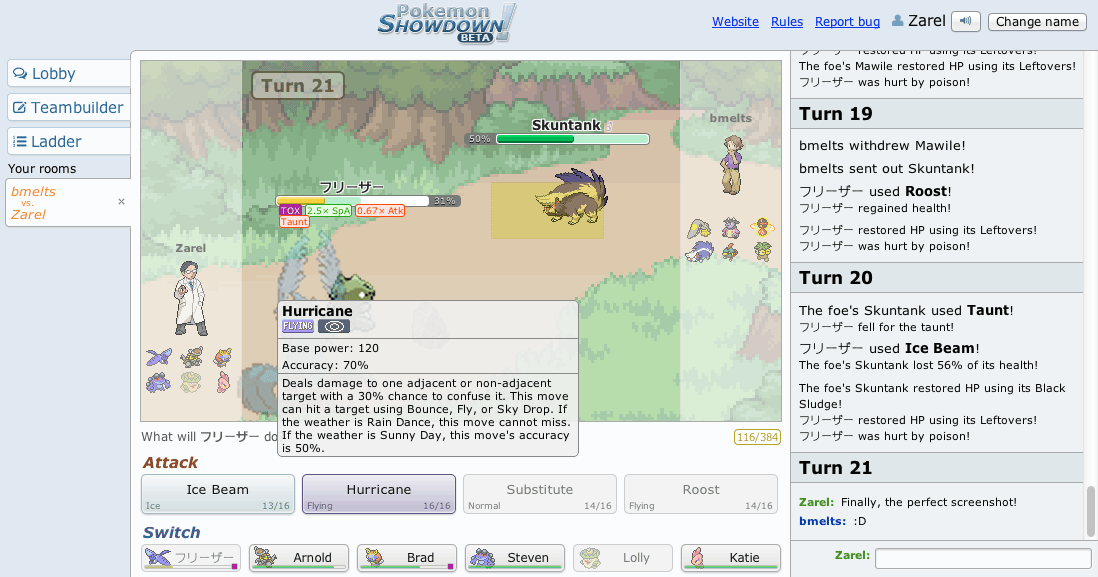 Pokemon
Showdown!
BETA
Website Rules Report bug Zarel Change name
Lobby
Teambuilder
Ladder
Your rooms
bmelts
vs.
Zarel
×
Turn 21
Skuntank
50%
bmelts
フリーザー
31%
TOX 2.5× SpA 0.67× Atk
Taunt
Zarel
Hurricane
FLYING
Base power: 120
Accuracy: 70%
Deals damage to one adjacent or non-adjacent
target with a 30% chance to confuse it. This move
can hit a target using Bounce, Fly, or Sky Drop. If
the weather is Rain Dance, this move cannot miss.
If the weather is Sunny Day, this move's accuracy
is 50%.
What will フリーザー do
116/384
Attack
Ice Beam
Ice 13/16
Hurricane
Flying 16/16
Substitute
Normal 14/16
Roost
Flying 14/16
Switch
フリーザー
Arnold
Brad
Steven
Lolly
Katie
フリーザー restored HP using its Leftovers!
The foe's Mawile restored HP using its Leftovers!
フリーザー was hurt by poison!
Turn 19
bmelts withdrew Mawile!
bmelts sent out Skuntank!
フリーザー used Roost!
フリーザー regained health!
フリーザー restored HP using its Leftovers!
フリーザー was hurt by poison!
Turn 20
The foe's Skuntank used Taunt!
フリーザー fell for the taunt!
フリーザー used Ice Beam!
The foe's Skuntank lost 56% of its health!
The foe's Skuntank restored HP using its Black
Sludge!
フリーザー restored HP using its Leftovers!
フリーザー was hurt by poison!
Turn 21
Zarel: Finally, the perfect screenshot!
bmelts: :D
Zarel: